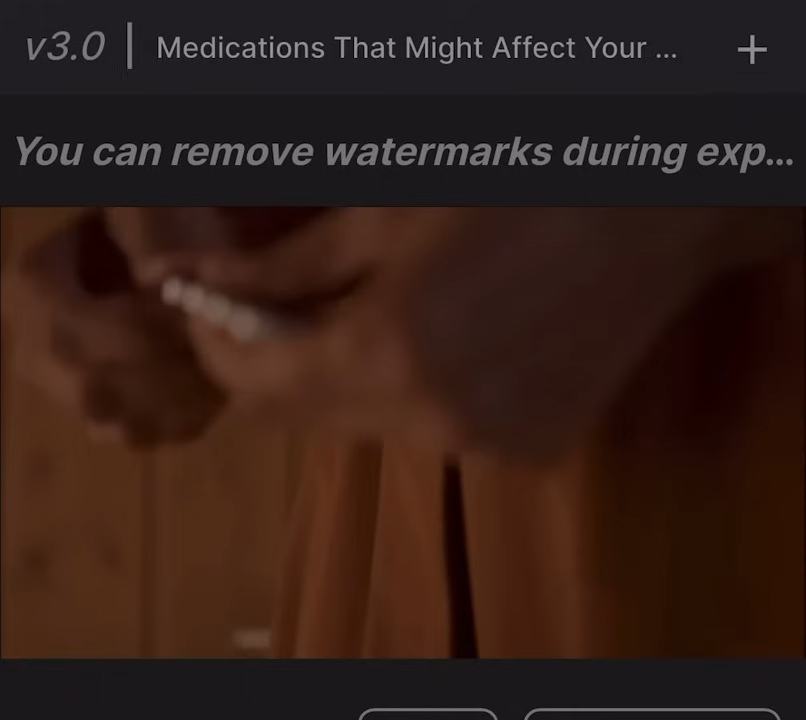 v3.0 | Medications That Might Affect Your ... +
You can remove watermarks during exp...